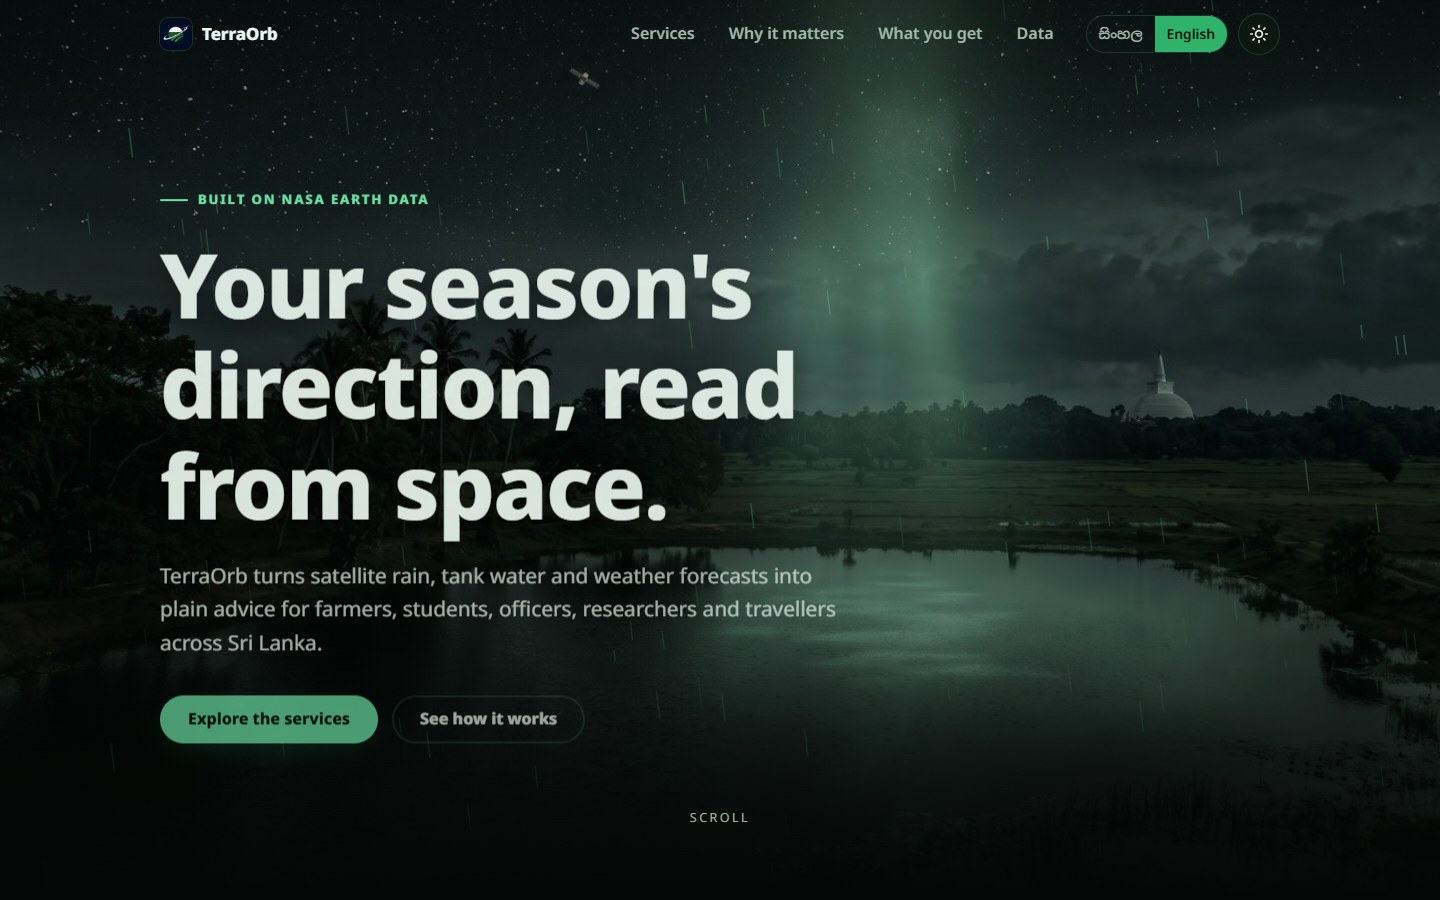 TerraOrb
Services
Why it matters
What you get
Data
සිංහල
English
BUILT ON NASA EARTH DATA
Your season's
direction, read
from space.
TerraOrb turns satellite rain, tank water and weather forecasts into
plain advice for farmers, students, officers, researchers and travellers
across Sri Lanka.
Explore the services
See how it works
SCROLL